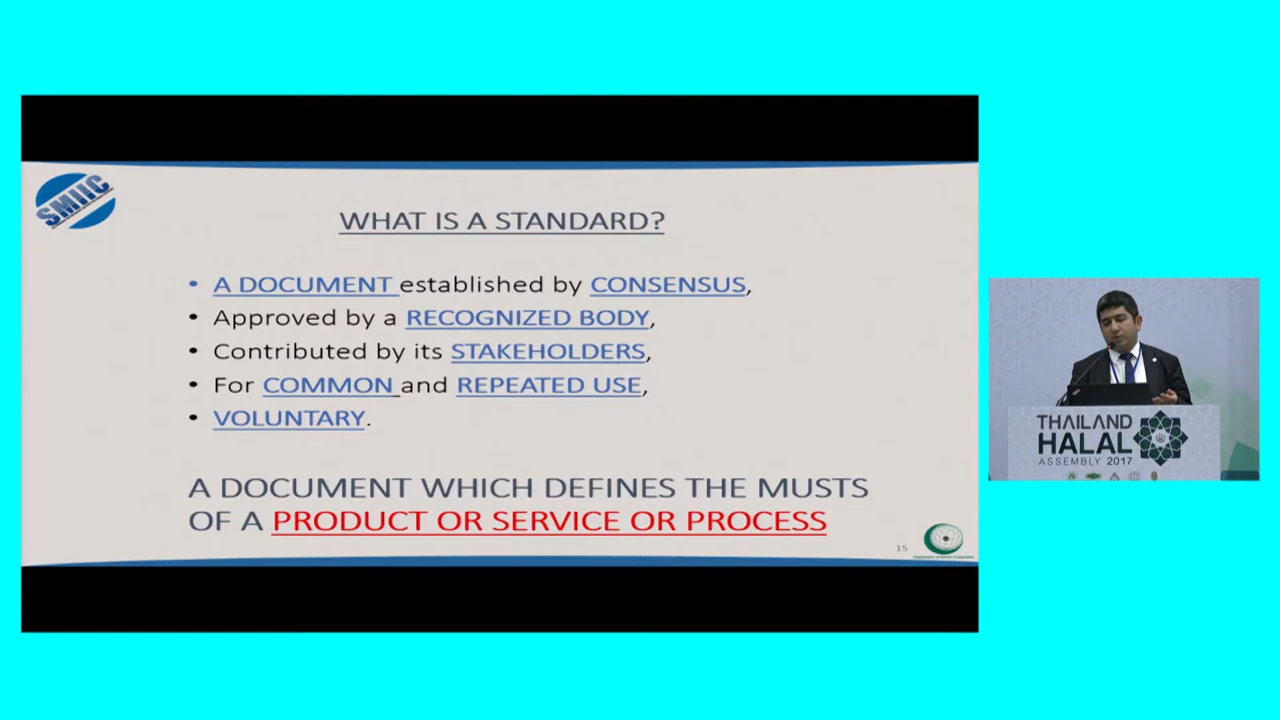 SMIIC
WHAT IS A STANDARD?
• A DOCUMENT established by CONSENSUS,
• Approved by a RECOGNIZED BODY,
• Contributed by its STAKEHOLDERS,
• For COMMON and REPEATED USE,
• VOLUNTARY.
A DOCUMENT WHICH DEFINES THE MUSTS
OF A PRODUCT OR SERVICE OR PROCESS
15
THAILAND
HALAL
ASSEMBLY 2017